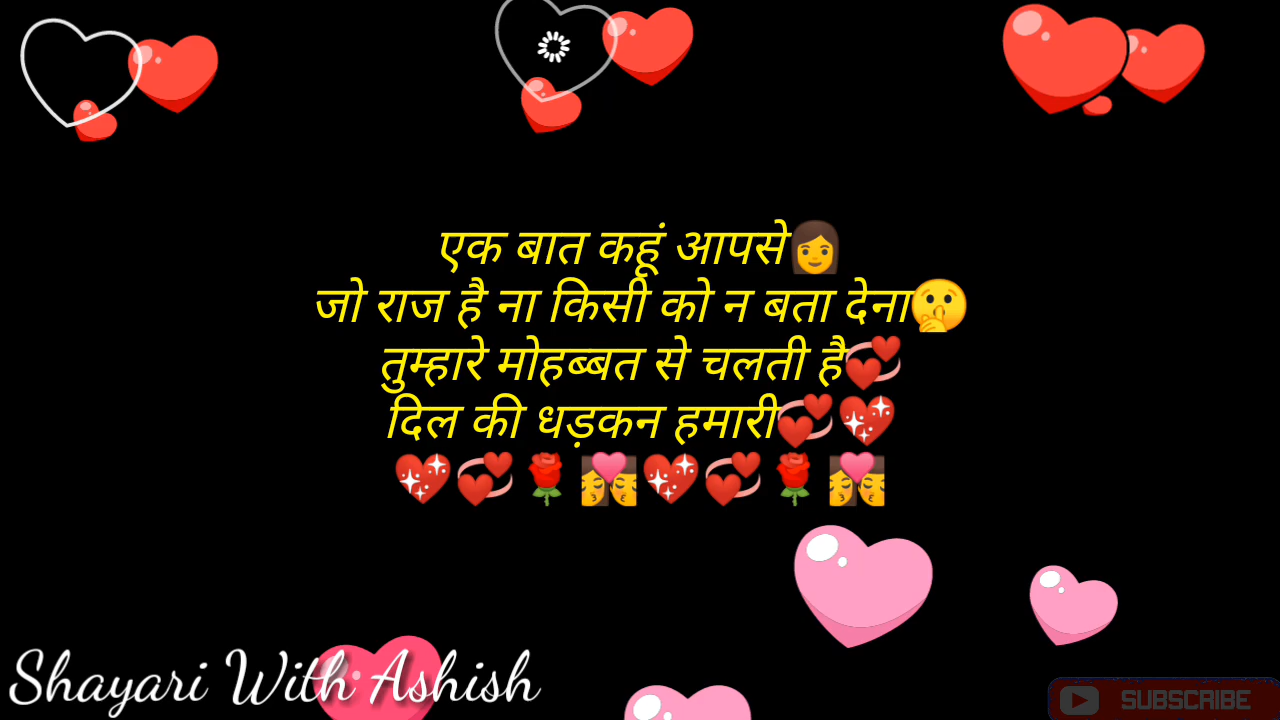 एक बात कहूं आपसे👩
जो राज है ना किसी को न बता देना🤫
तुम्हारे मोहब्बत से चलती है💞
दिल की धड़कन हमारी💞💖
💖💞🌹👩‍❤️‍💋‍👩💖💞🌹👩‍❤️‍💋‍👩
Shayari With Ashish
SUBSCRIBE